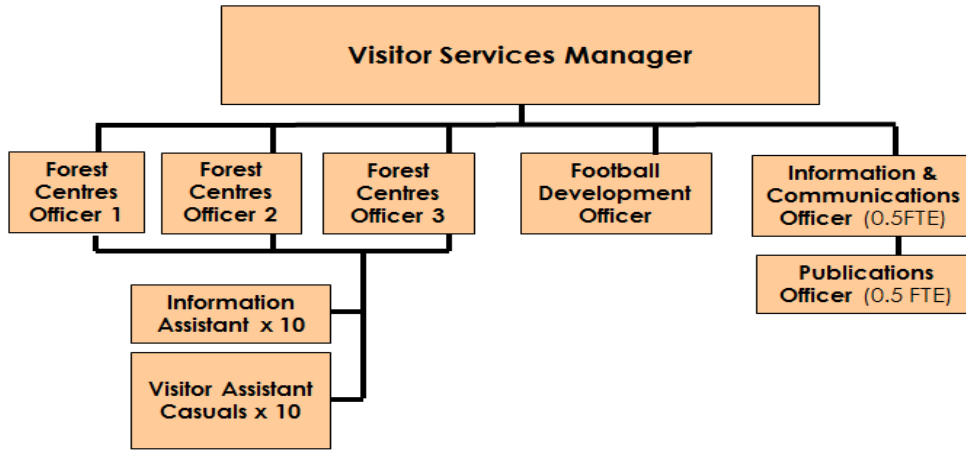 Visitor Services Manager
Forest
Centres
Officer 1
Forest
Centres
Officer 2
Forest
Centres
Officer 3
Football
Development
Officer
Information &
Communications
Officer (0.5FTE)
Publications
Officer (0.5 FTE)
Information
Assistant x 10
Visitor Assistant
Casuals x 10